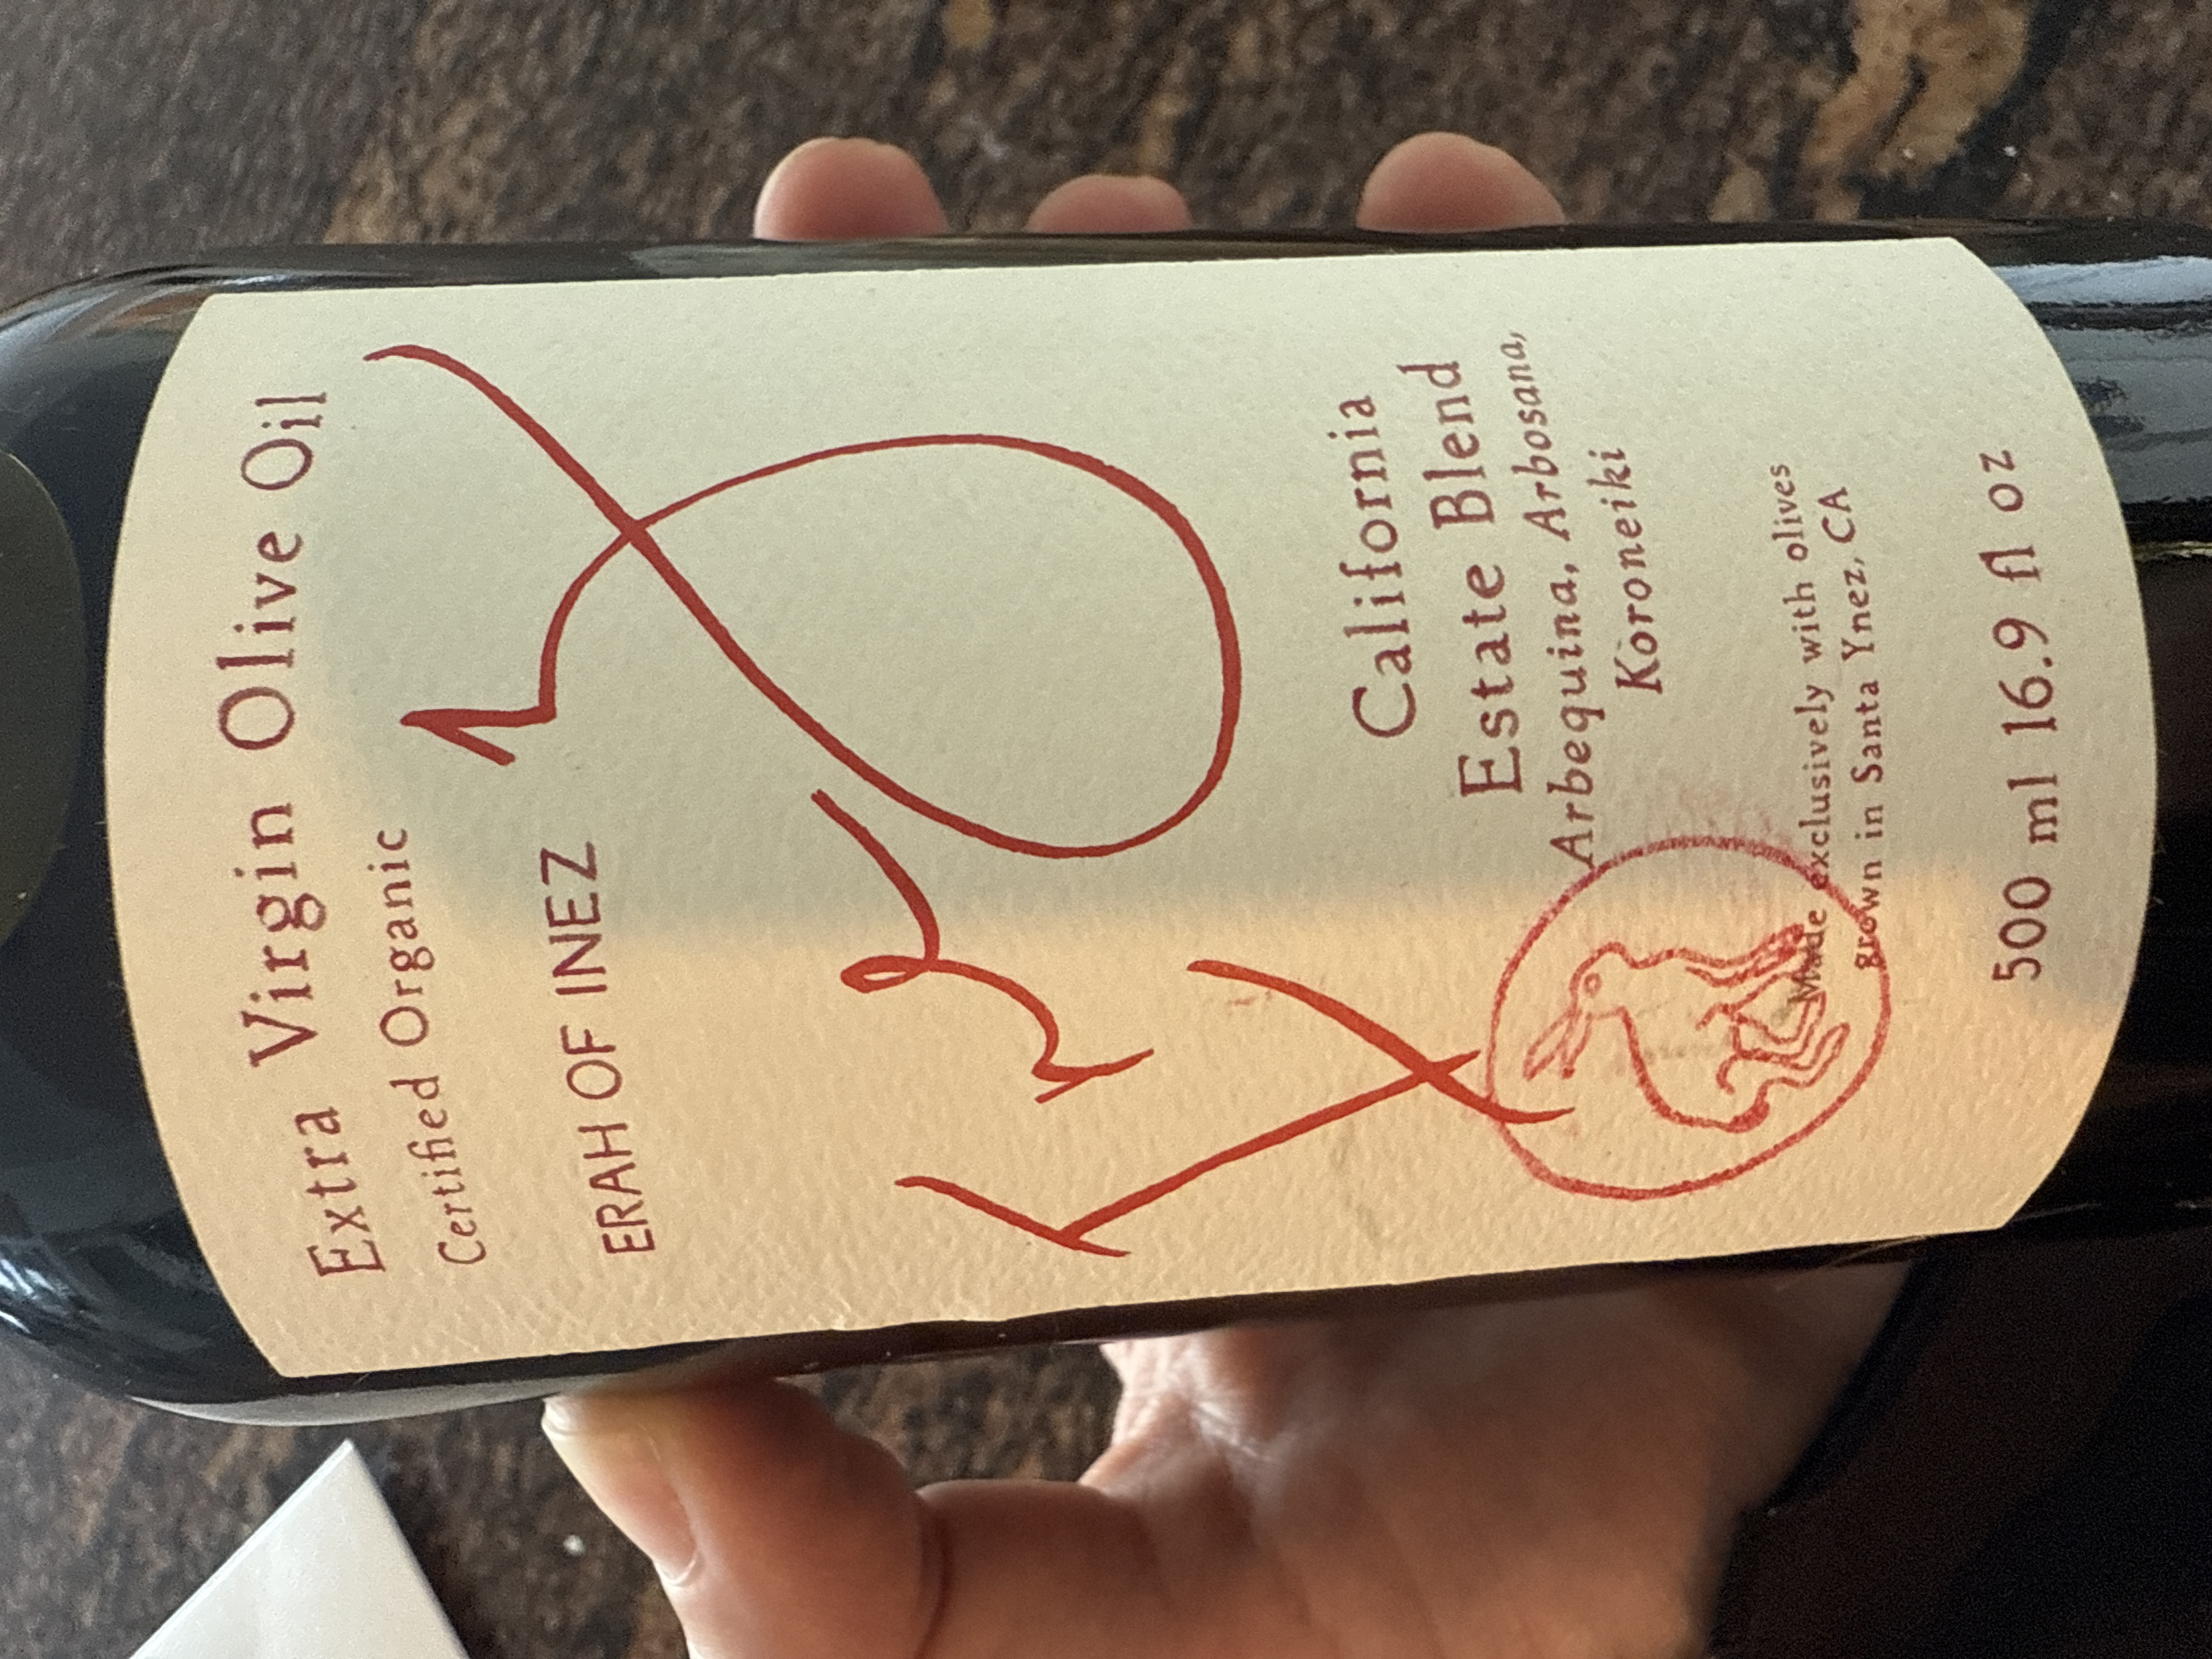 Extra Virgin Olive Oil
Certified Organic
ERAH OF INEZ
California
Estate Blend
Arbequina, Arbosana,
Koroneiki
Made exclusively with olives
grown in Santa Ynez, CA
500 ml 16.9 fl oz